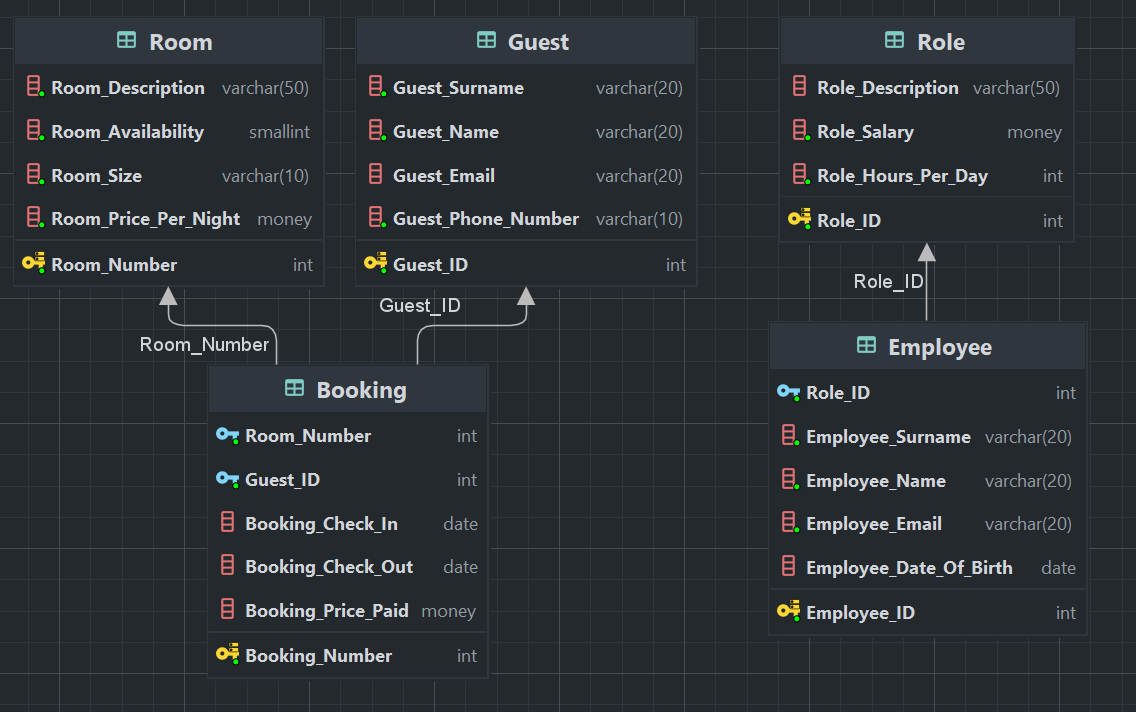 Room
Room_Description varchar(50)
Room_Availability smallint
Room_Size varchar(10)
Room_Price_Per_Night money
Room_Number int
Guest
Guest_Surname varchar(20)
Guest_Name varchar(20)
Guest_Email varchar(20)
Guest_Phone_Number varchar(10)
Guest_ID int
Role
Role_Description varchar(50)
Role_Salary money
Role_Hours_Per_Day int
Role_ID int
Room_Number
Guest_ID
Role_ID
Booking
Room_Number int
Guest_ID int
Booking_Check_In date
Booking_Check_Out date
Booking_Price_Paid money
Booking_Number int
Employee
Role_ID int
Employee_Surname varchar(20)
Employee_Name varchar(20)
Employee_Email varchar(20)
Employee_Date_Of_Birth date
Employee_ID int